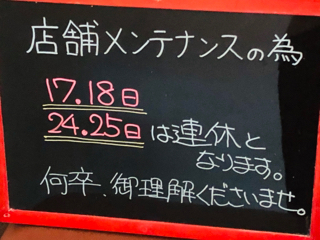 店舗メンテナンスの為
17.18日
24.25日は連休と
なります。
何卒、御理解くださいませ。